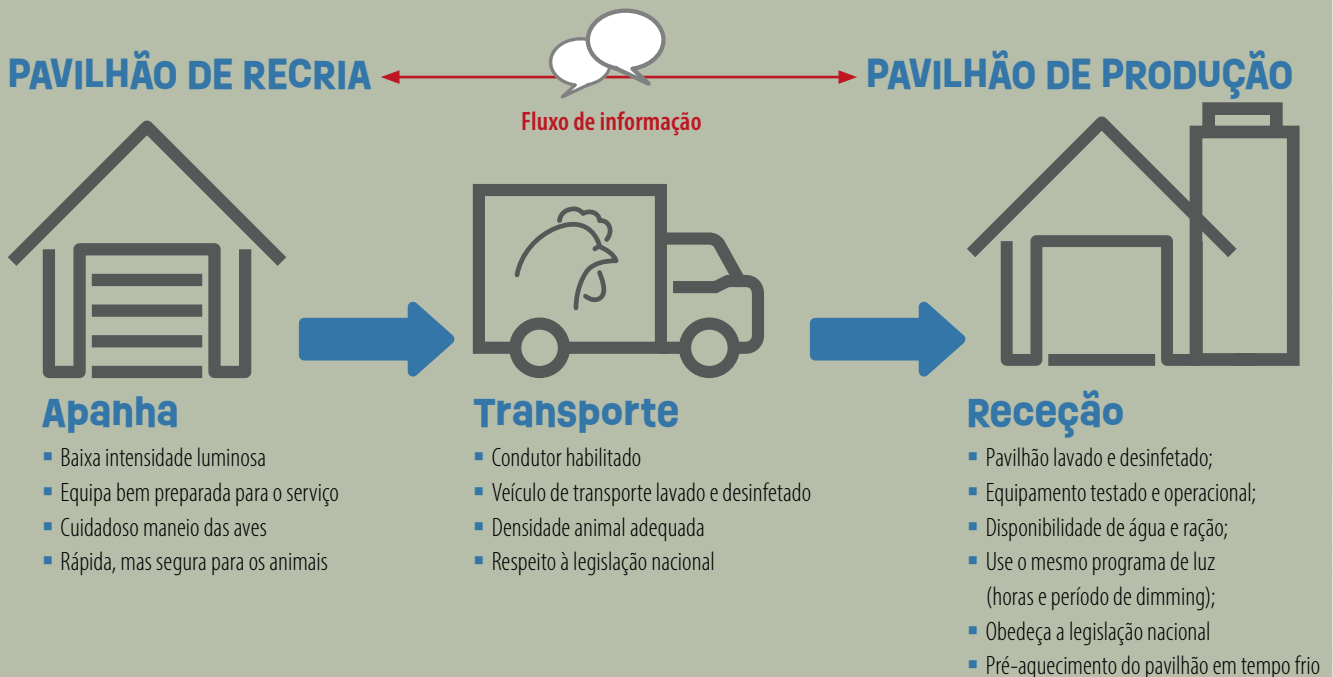 PAVILHÃO DE RECRIA
PAVILHÃO DE PRODUÇÃO
Fluxo de informação
Apanha
▪ Baixa intensidade luminosa
▪ Equipa bem preparada para o serviço
▪ Cuidadoso maneio das aves
▪ Rápida, mas segura para os animais
Transporte
▪ Condutor habilitado
▪ Veículo de transporte lavado e desinfetado
▪ Densidade animal adequada
▪ Respeito à legislação nacional
Receção
▪ Pavilhão lavado e desinfetado;
▪ Equipamento testado e operacional;
▪ Disponibilidade de água e ração;
▪ Use o mesmo programa de luz
(horas e período de dimming);
▪ Obedeça a legislação nacional
▪ Pré-aquecimento do pavilhão em tempo frio